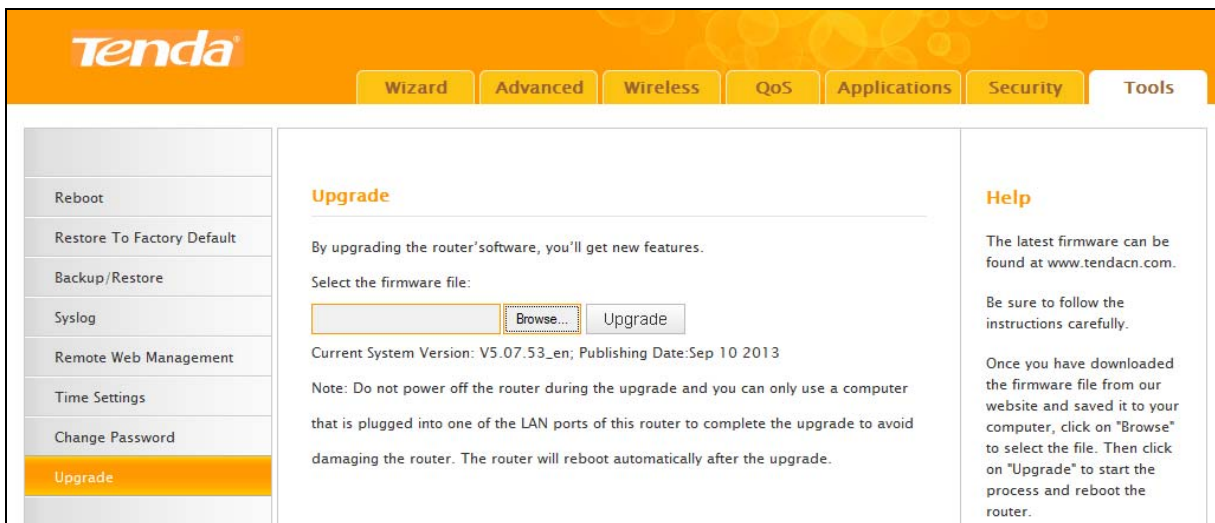 Tenda®
Wizard
Advanced
Wireless
QoS
Applications
Security
Tools
Reboot
Restore To Factory Default
Backup/Restore
Syslog
Remote Web Management
Time Settings
Change Password
Upgrade
Upgrade
By upgrading the router'software, you'll get new features.
Select the firmware file:
Browse... Upgrade
Current System Version: V5.07.53_en; Publishing Date:Sep 10 2013
Note: Do not power off the router during the upgrade and you can only use a computer
that is plugged into one of the LAN ports of this router to complete the upgrade to avoid
damaging the router. The router will reboot automatically after the upgrade.
Help
The latest firmware can be
found at www.tendacn.com.
Be sure to follow the
instructions carefully.
Once you have downloaded
the firmware file from our
website and saved it to your
computer, click on "Browse"
to select the file. Then click
on "Upgrade" to start the
process and reboot the
router.